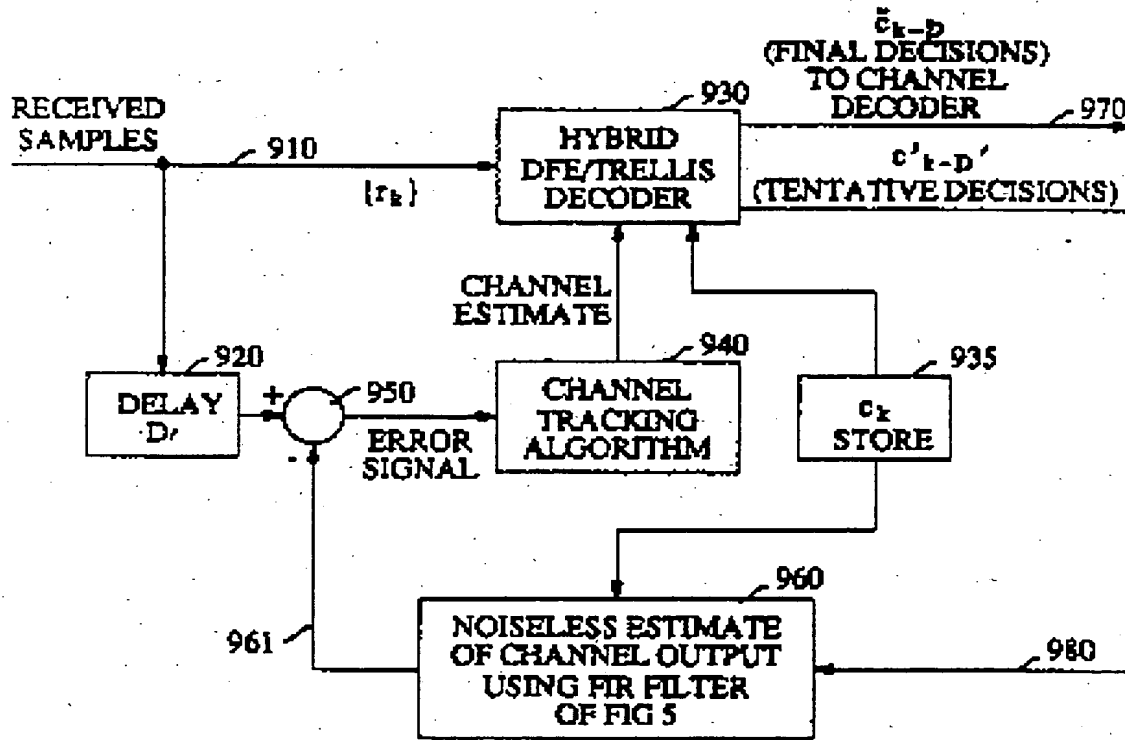 c̃k-D
(FINAL DECISIONS)
TO CHANNEL
DECODER
RECEIVED
SAMPLES
910
930
970
HYBRID
DFE/TRELLIS
DECODER
{rk}
c'k-D'
(TENTATIVE DECISIONS)
CHANNEL
ESTIMATE
920
DELAY
D'
+
-
950
ERROR
SIGNAL
940
CHANNEL
TRACKING
ALGORITHM
935
ck
STORE
960
961
NOISELESS ESTIMATE
OF CHANNEL OUTPUT
USING FIR FILTER
OF FIG 5
980